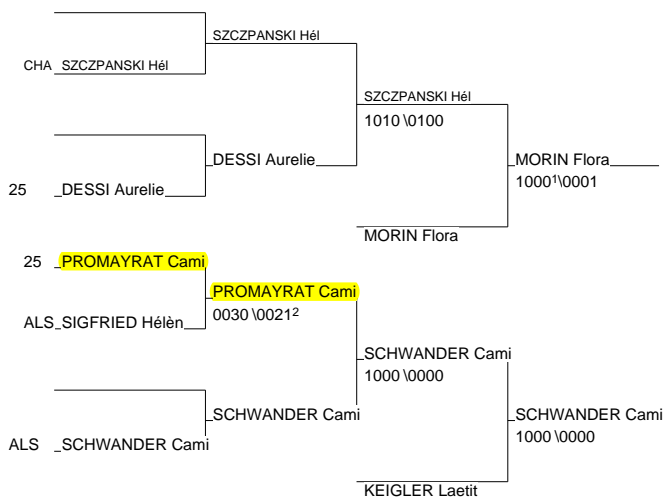 SZCZPANSKI Hél
CHA SZCZPANSKI Hél
SZCZPANSKI Hél
1010 \0100
DESSI Aurelie
MORIN Flora
1000¹\0001
25 DESSI Aurelie
MORIN Flora
25 PROMAYRAT Cami
PROMAYRAT Cami
0030 \0021²
ALS SIGFRIED Hélèn
SCHWANDER Cami
1000 \0000
SCHWANDER Cami
SCHWANDER Cami
1000 \0000
ALS SCHWANDER Cami
KEIGLER Laetit